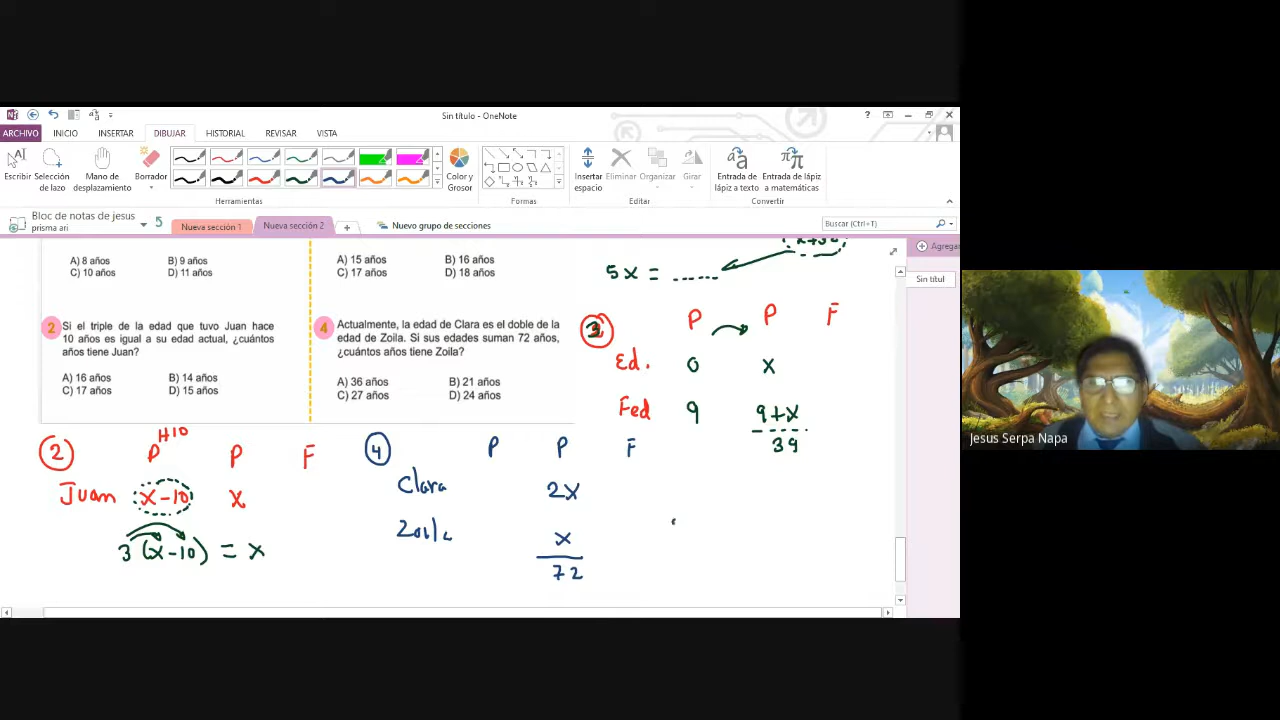 Sin título - OneNote
ARCHIVO INICIO INSERTAR DIBUJAR HISTORIAL REVISAR VISTA
Escribir
Selección de lazo
Mano de desplazamiento
Borrador
Color y Grosor
Insertar espacio
Eliminar
Organizar
Girar
Entrada de lápiz a texto
Entrada de lápiz a matemáticas
Herramientas Formas Editar Convertir
Bloc de notas de jesus
prisma ari
Nueva sección 1
Nueva sección 2
Nuevo grupo de secciones
Buscar (Ctrl+T)
Agregar
Sin títul
A) 8 años B) 9 años
C) 10 años D) 11 años
2 Si el triple de la edad que tuvo Juan hace
10 años es igual a su edad actual, ¿cuántos
años tiene Juan?
A) 16 años B) 14 años
C) 17 años D) 15 años
A) 15 años B) 16 años
C) 17 años D) 18 años
4 Actualmente, la edad de Clara es el doble de la
edad de Zoila. Si sus edades suman 72 años,
¿cuántos años tiene Zoila?
A) 36 años B) 21 años
C) 27 años D) 24 años
5x = .......
3 P P F
Ed. 0 x
Fed 9 9+x
39
2 P H10 P F
Juan x-10 x
3 (x-10) = x
4 P P F
Clara 2x
Zoila x
72
Jesus Serpa Napa